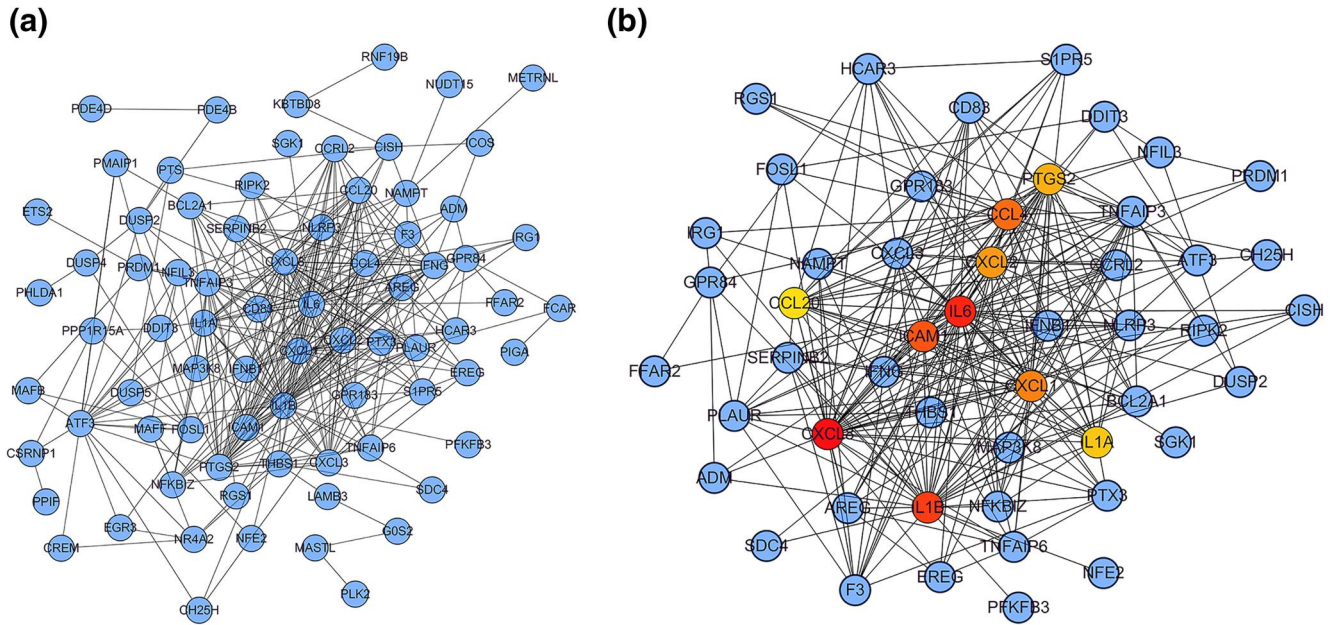 (a)
RNF19B
NUDT15
METRNL
PDE4D
PDE4B
KBTBD8
SGK1
CCRL2
CISH
ICOS
PMAIP1
PTS
RIPK2
CCL20
NAMPT
BCL2A1
ETS2
DUSP2
SERPINB2
NLRP3
ADM
F3
IRG1
DUSP4
PRDM1
NFIL3
TNFAIP3
CCL4
IFNG
GPR84
PHLDA1
AREG
FFAR2
FCAR
CD83
IL6
PPP1R15A
DDIT3
IL1A
HCAR3
CXCL2
PTX3
PLAUR
PIGA
MAP3K8
IFNB1
EREG
MAFB
DUSP5
IL1B
GPR183
S1PR5
ATF3
MAFF
FOSL1
ICAM1
TNFAIP6
PFKFB3
CSRNP1
PTGS2
THBS1
CXCL3
NFKBIZ
RGS1
LAMB3
SDC4
PPIF
EGR3
G0S2
CREM
NR4A2
NFE2
MASTL
PLK2
CH25H
(b)
S1PR5
HCAR3
RGS1
CD83
DDIT3
NFIL3
FOSL1
PTGS2
PRDM1
GPR183
CCL4
TNFAIP3
IRG1
CXCL3
NAMPT
CCRL2
ATF3
CH25H
GPR84
CCL20
IL6
IFNB1
NLRP3
RIPK2
CISH
SERPINB2
FFAR2
IFNG
CXCL1
DUSP2
BCL2A1
PLAUR
THBS1
CXCL8
MAP3K8
IL1A
SGK1
ADM
PTX3
AREG
IL1B
NFKBIZ
SDC4
TNFAIP6
NFE2
EREG
F3
PFKFB3